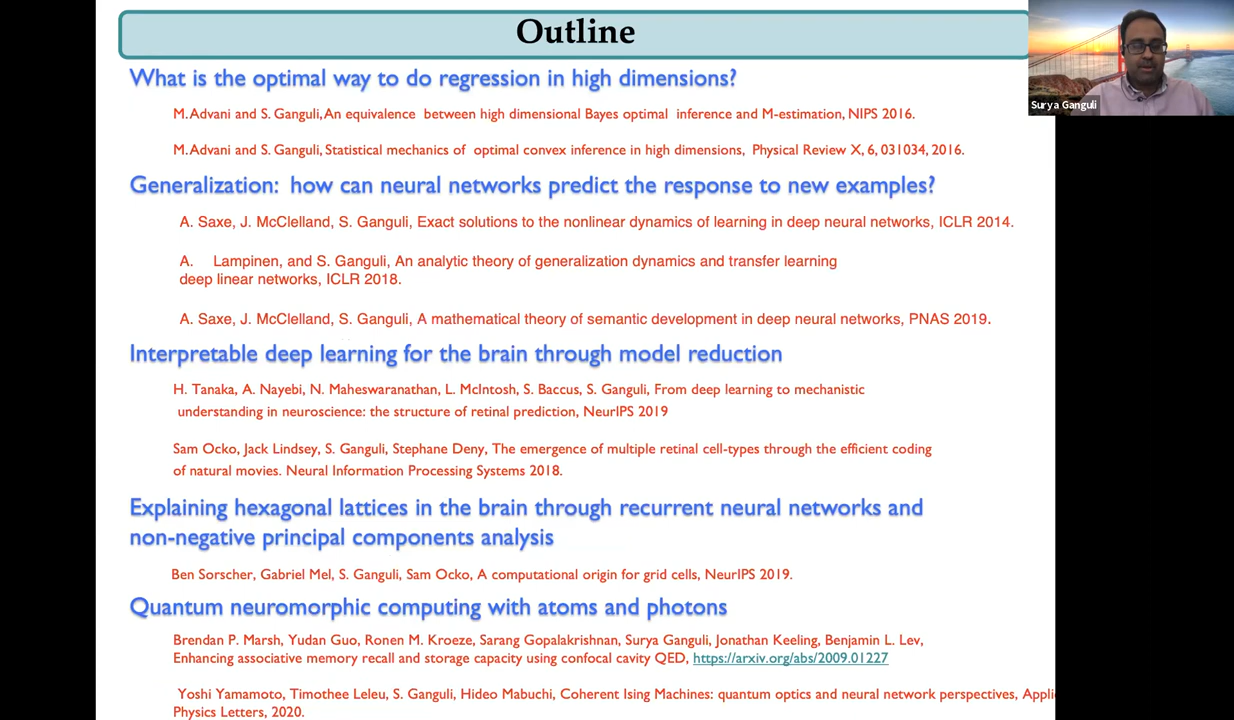 Outline
Surya Ganguli
What is the optimal way to do regression in high dimensions?
M. Advani and S. Ganguli, An equivalence between high dimensional Bayes optimal inference and M-estimation, NIPS 2016.
M. Advani and S. Ganguli, Statistical mechanics of optimal convex inference in high dimensions, Physical Review X, 6, 031034, 2016.
Generalization: how can neural networks predict the response to new examples?
A. Saxe, J. McClelland, S. Ganguli, Exact solutions to the nonlinear dynamics of learning in deep neural networks, ICLR 2014.
A. Lampinen, and S. Ganguli, An analytic theory of generalization dynamics and transfer learning
deep linear networks, ICLR 2018.
A. Saxe, J. McClelland, S. Ganguli, A mathematical theory of semantic development in deep neural networks, PNAS 2019.
Interpretable deep learning for the brain through model reduction
H. Tanaka, A. Nayebi, N. Maheswaranathan, L. McIntosh, S. Baccus, S. Ganguli, From deep learning to mechanistic
understanding in neuroscience: the structure of retinal prediction, NeurIPS 2019
Sam Ocko, Jack Lindsey, S. Ganguli, Stephane Deny, The emergence of multiple retinal cell-types through the efficient coding
of natural movies. Neural Information Processing Systems 2018.
Explaining hexagonal lattices in the brain through recurrent neural networks and
non-negative principal components analysis
Ben Sorscher, Gabriel Mel, S. Ganguli, Sam Ocko, A computational origin for grid cells, NeurIPS 2019.
Quantum neuromorphic computing with atoms and photons
Brendan P. Marsh, Yudan Guo, Ronen M. Kroeze, Sarang Gopalakrishnan, Surya Ganguli, Jonathan Keeling, Benjamin L. Lev,
Enhancing associative memory recall and storage capacity using confocal cavity QED, https://arxiv.org/abs/2009.01227
Yoshi Yamamoto, Timothee Leleu, S. Ganguli, Hideo Mabuchi, Coherent Ising Machines: quantum optics and neural network perspectives, Appli
Physics Letters, 2020.